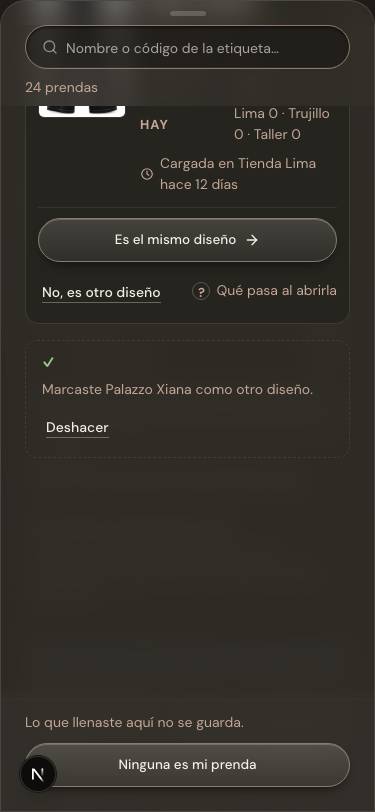 Nombre o código de la etiqueta...
24 prendas
Lima 0 · Trujillo
HAY
0 · Taller 0
Cargada en Tienda Lima
hace 12 días
Es el mismo diseño
No, es otro diseño
? Qué pasal al abrirla
Marcaste Palazzo Xiana como otro diseño.
Deshacer
Lo que llenaste aquí no se guarda.
Ninguna es mi prenda
N